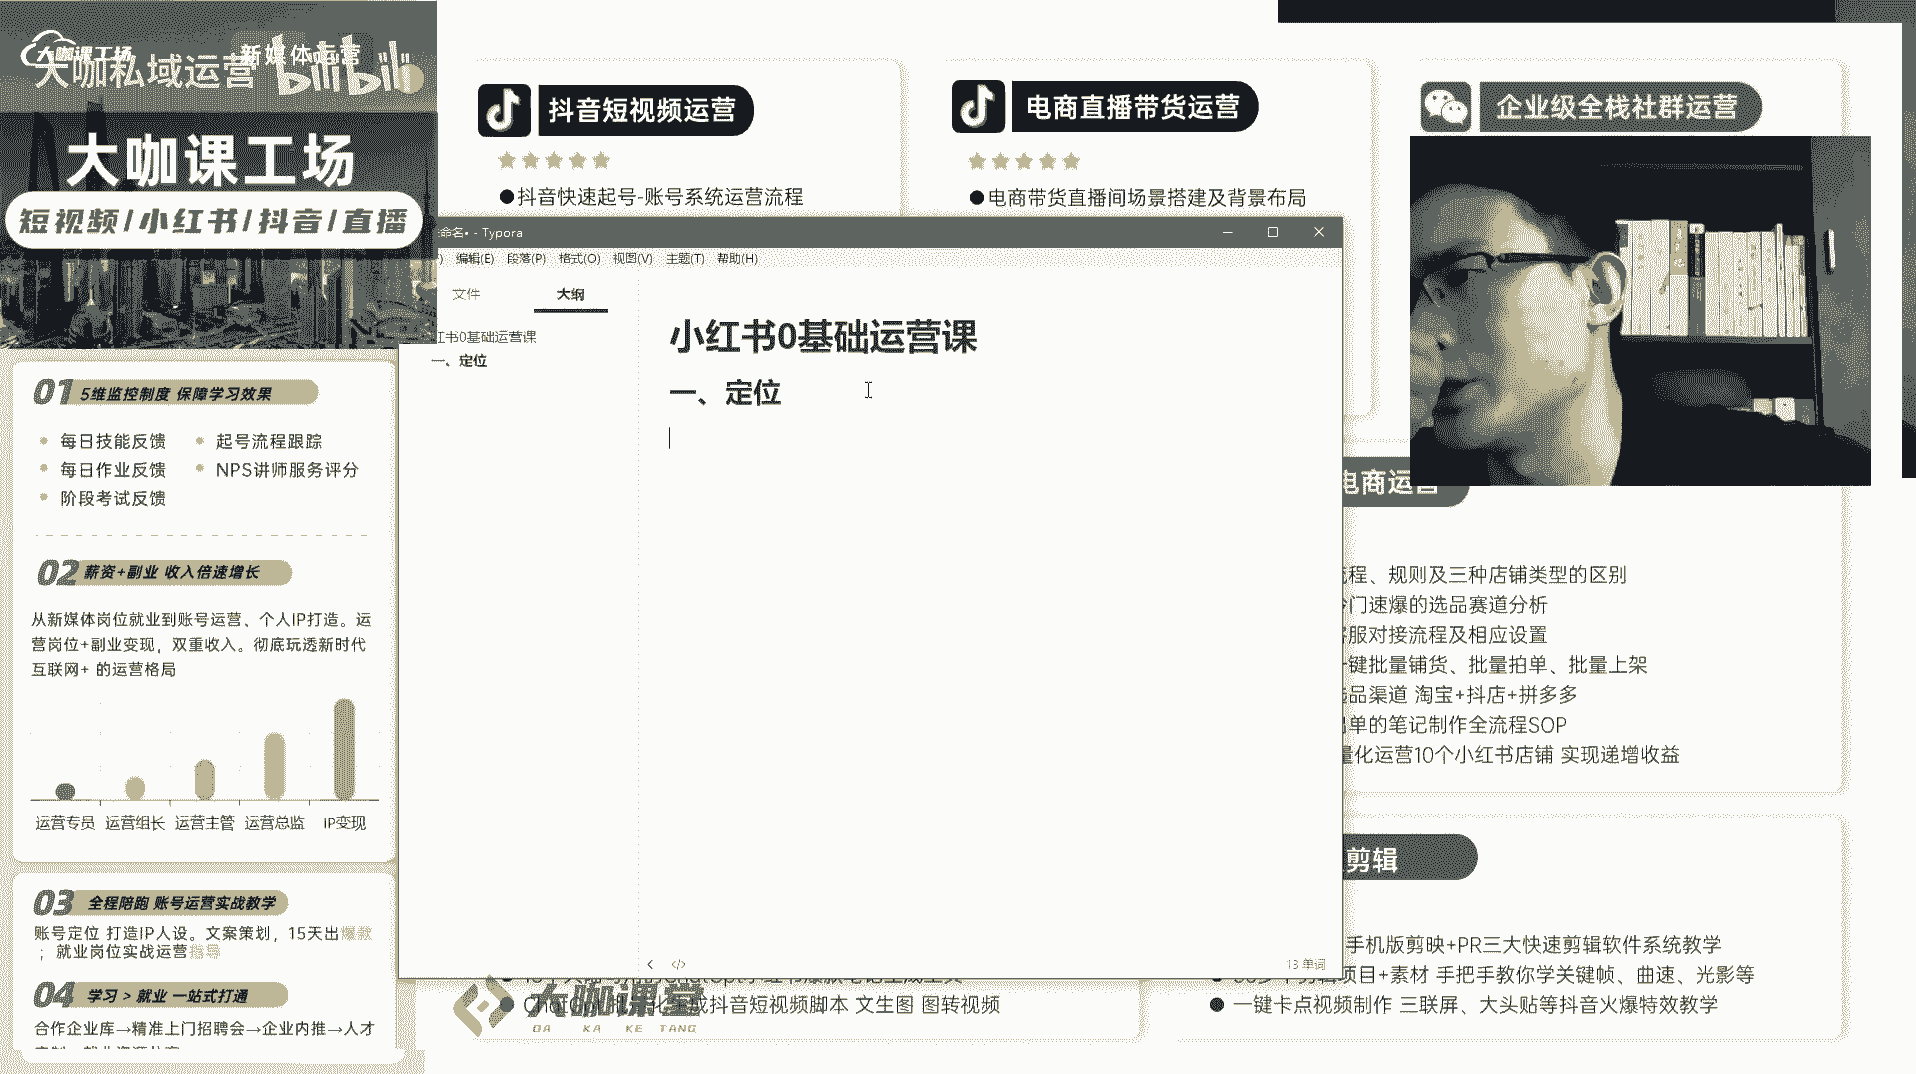 大咖课工场
新媒体运营
大咖私域运营
bilibili
大咖课工场
短视频/小红书/抖音/直播
01 5维监控制度 保障学习效果
每日技能反馈
起号流程跟踪
每日作业反馈
NPS讲师服务评分
阶段考试反馈
02 薪资+副业 收入倍速增长
从新媒体岗位就业到账号运营、个人IP打造。运
营岗位+副业变现，双重收入。彻底玩透新时代
互联网+ 的运营格局
运营专员 运营组长 运营主管 运营总监 IP变现
03 全程陪跑 账号运营实战教学
账号定位 打造IP人设。文案策划，15天出爆款
；就业岗位实战运营指导
04 学习 > 就业 一站式打通
合作企业库→精准上门招聘会→企业内推→人才
抖音短视频运营
●抖音快速起号-账号系统运营流程
电商直播带货运营
●电商带货直播间场景搭建及背景布局
企业级全栈社群运营
命名• - Typora
编辑(E) 段落(P) 格式(O) 视图(V) 主题(T) 帮助(H)
文件
大纲
红书0基础运营课
一、定位
小红书0基础运营课
一、定位
13 单词
电商运营
流程、规则及三种店铺类型的区别
冷门速爆的选品赛道分析
客服对接流程及相应设置
一键批量铺货、批量拍单、批量上架
选品渠道 淘宝+抖店+拼多多
出单的笔记制作全流程SOP
量化运营10个小红书店铺 实现递增收益
剪辑
手机版剪映+PR三大快速剪辑软件系统教学
项目+素材 手把手教你学关键帧、曲速、光影等
● 一键卡点视频制作 三联屏、大头贴等抖音火爆特效教学
成抖音短视频脚本 文生图 图转视频
大咖课堂
DA KA KE TANG